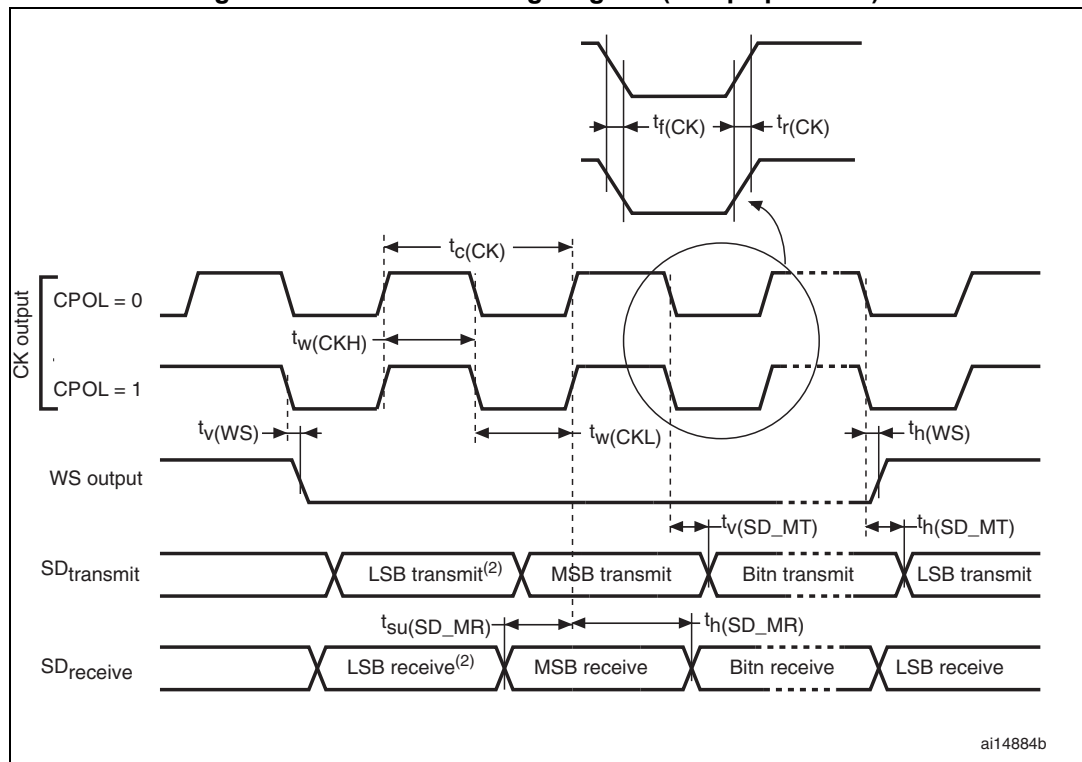 tf(CK)
tr(CK)
tc(CK)
CK output
CPOL = 0
tw(CKH)
CPOL = 1
tv(WS)
tw(CKL)
th(WS)
WS output
tv(SD_MT)
th(SD_MT)
SDtransmit
LSB transmit(2)
MSB transmit
Bitn transmit
LSB transmit
tsu(SD_MR)
th(SD_MR)
SDreceive
LSB receive(2)
MSB receive
Bitn receive
LSB receive
ai14884b